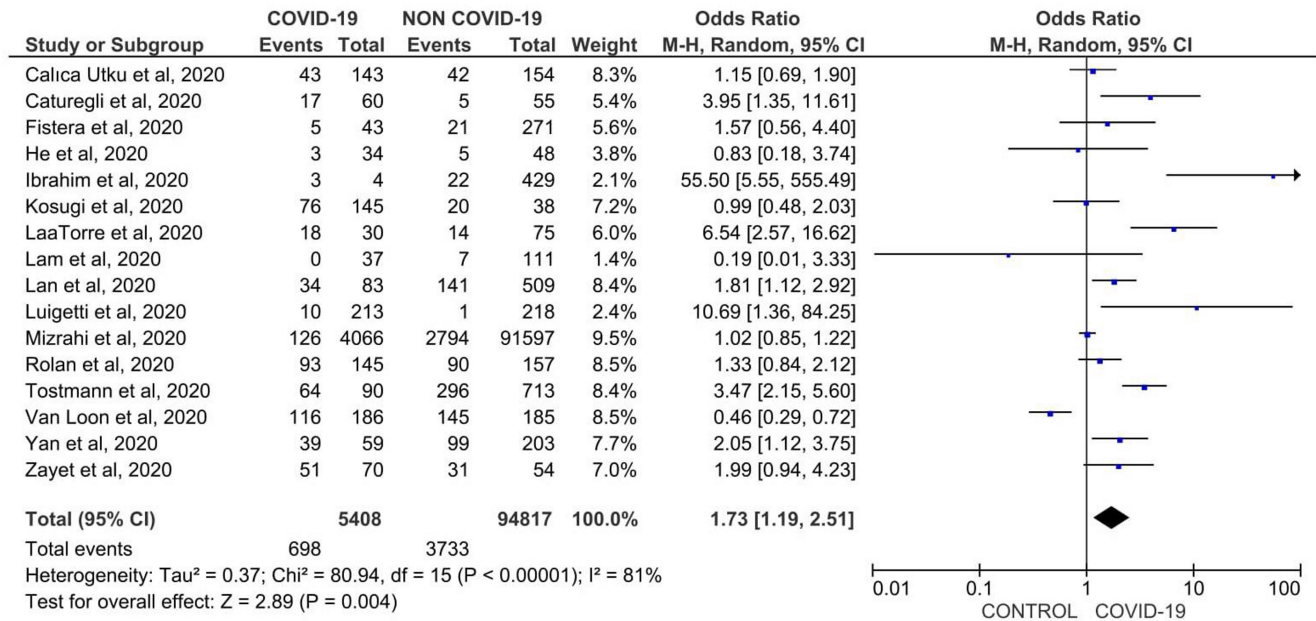 COVID-19 NON COVID-19 Odds Ratio Odds Ratio
Study or Subgroup Events Total Events Total Weight M-H, Random, 95% CI M-H, Random, 95% CI
Calıca Utku et al, 2020 43 143 42 154 8.3% 1.15 [0.69, 1.90]
Caturegli et al, 2020 17 60 5 55 5.4% 3.95 [1.35, 11.61]
Fistera et al, 2020 5 43 21 271 5.6% 1.57 [0.56, 4.40]
He et al, 2020 3 34 5 48 3.8% 0.83 [0.18, 3.74]
Ibrahim et al, 2020 3 4 22 429 2.1% 55.50 [5.55, 555.49]
Kosugi et al, 2020 76 145 20 38 7.2% 0.99 [0.48, 2.03]
LaaTorre et al, 2020 18 30 14 75 6.0% 6.54 [2.57, 16.62]
Lam et al, 2020 0 37 7 111 1.4% 0.19 [0.01, 3.33]
Lan et al, 2020 34 83 141 509 8.4% 1.81 [1.12, 2.92]
Luigetti et al, 2020 10 213 1 218 2.4% 10.69 [1.36, 84.25]
Mizrahi et al, 2020 126 4066 2794 91597 9.5% 1.02 [0.85, 1.22]
Rolan et al, 2020 93 145 90 157 8.5% 1.33 [0.84, 2.12]
Tostmann et al, 2020 64 90 296 713 8.4% 3.47 [2.15, 5.60]
Van Loon et al, 2020 116 186 145 185 8.5% 0.46 [0.29, 0.72]
Yan et al, 2020 39 59 99 203 7.7% 2.05 [1.12, 3.75]
Zayet et al, 2020 51 70 31 54 7.0% 1.99 [0.94, 4.23]
Total (95% CI) 5408 94817 100.0% 1.73 [1.19, 2.51]
Total events 698 3733
Heterogeneity: Tau² = 0.37; Chi² = 80.94, df = 15 (P < 0.00001); I² = 81%
Test for overall effect: Z = 2.89 (P = 0.004)
0.01 0.1 1 10 100
CONTROL COVID-19